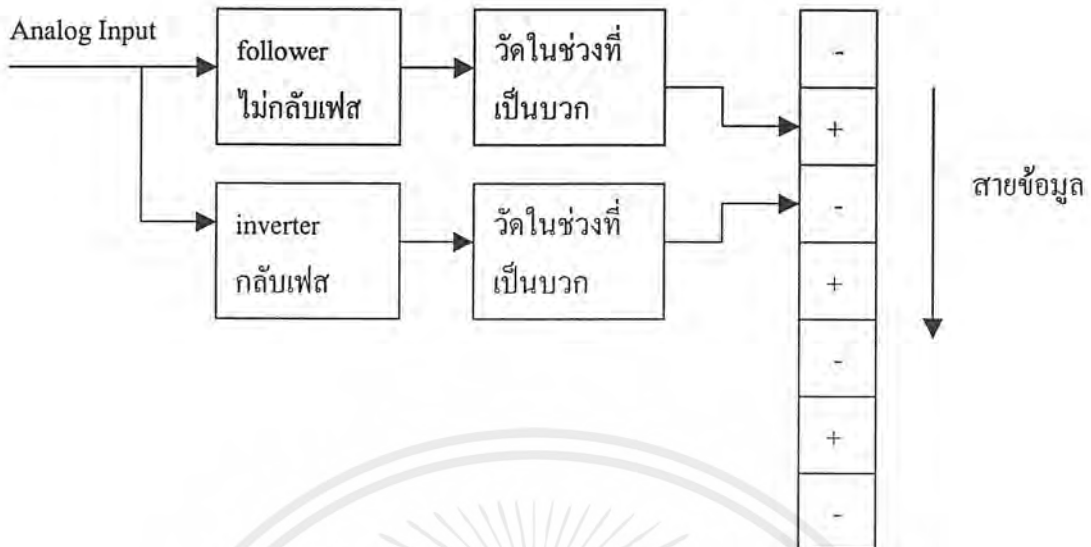 Analog Input
follower
ไม่กลับเฟส
วัดในช่วงที่
เป็นบวก
inverter
กลับเฟส
วัดในช่วงที่
เป็นบวก
-
+
-
+
-
+
-
สายข้อมูล